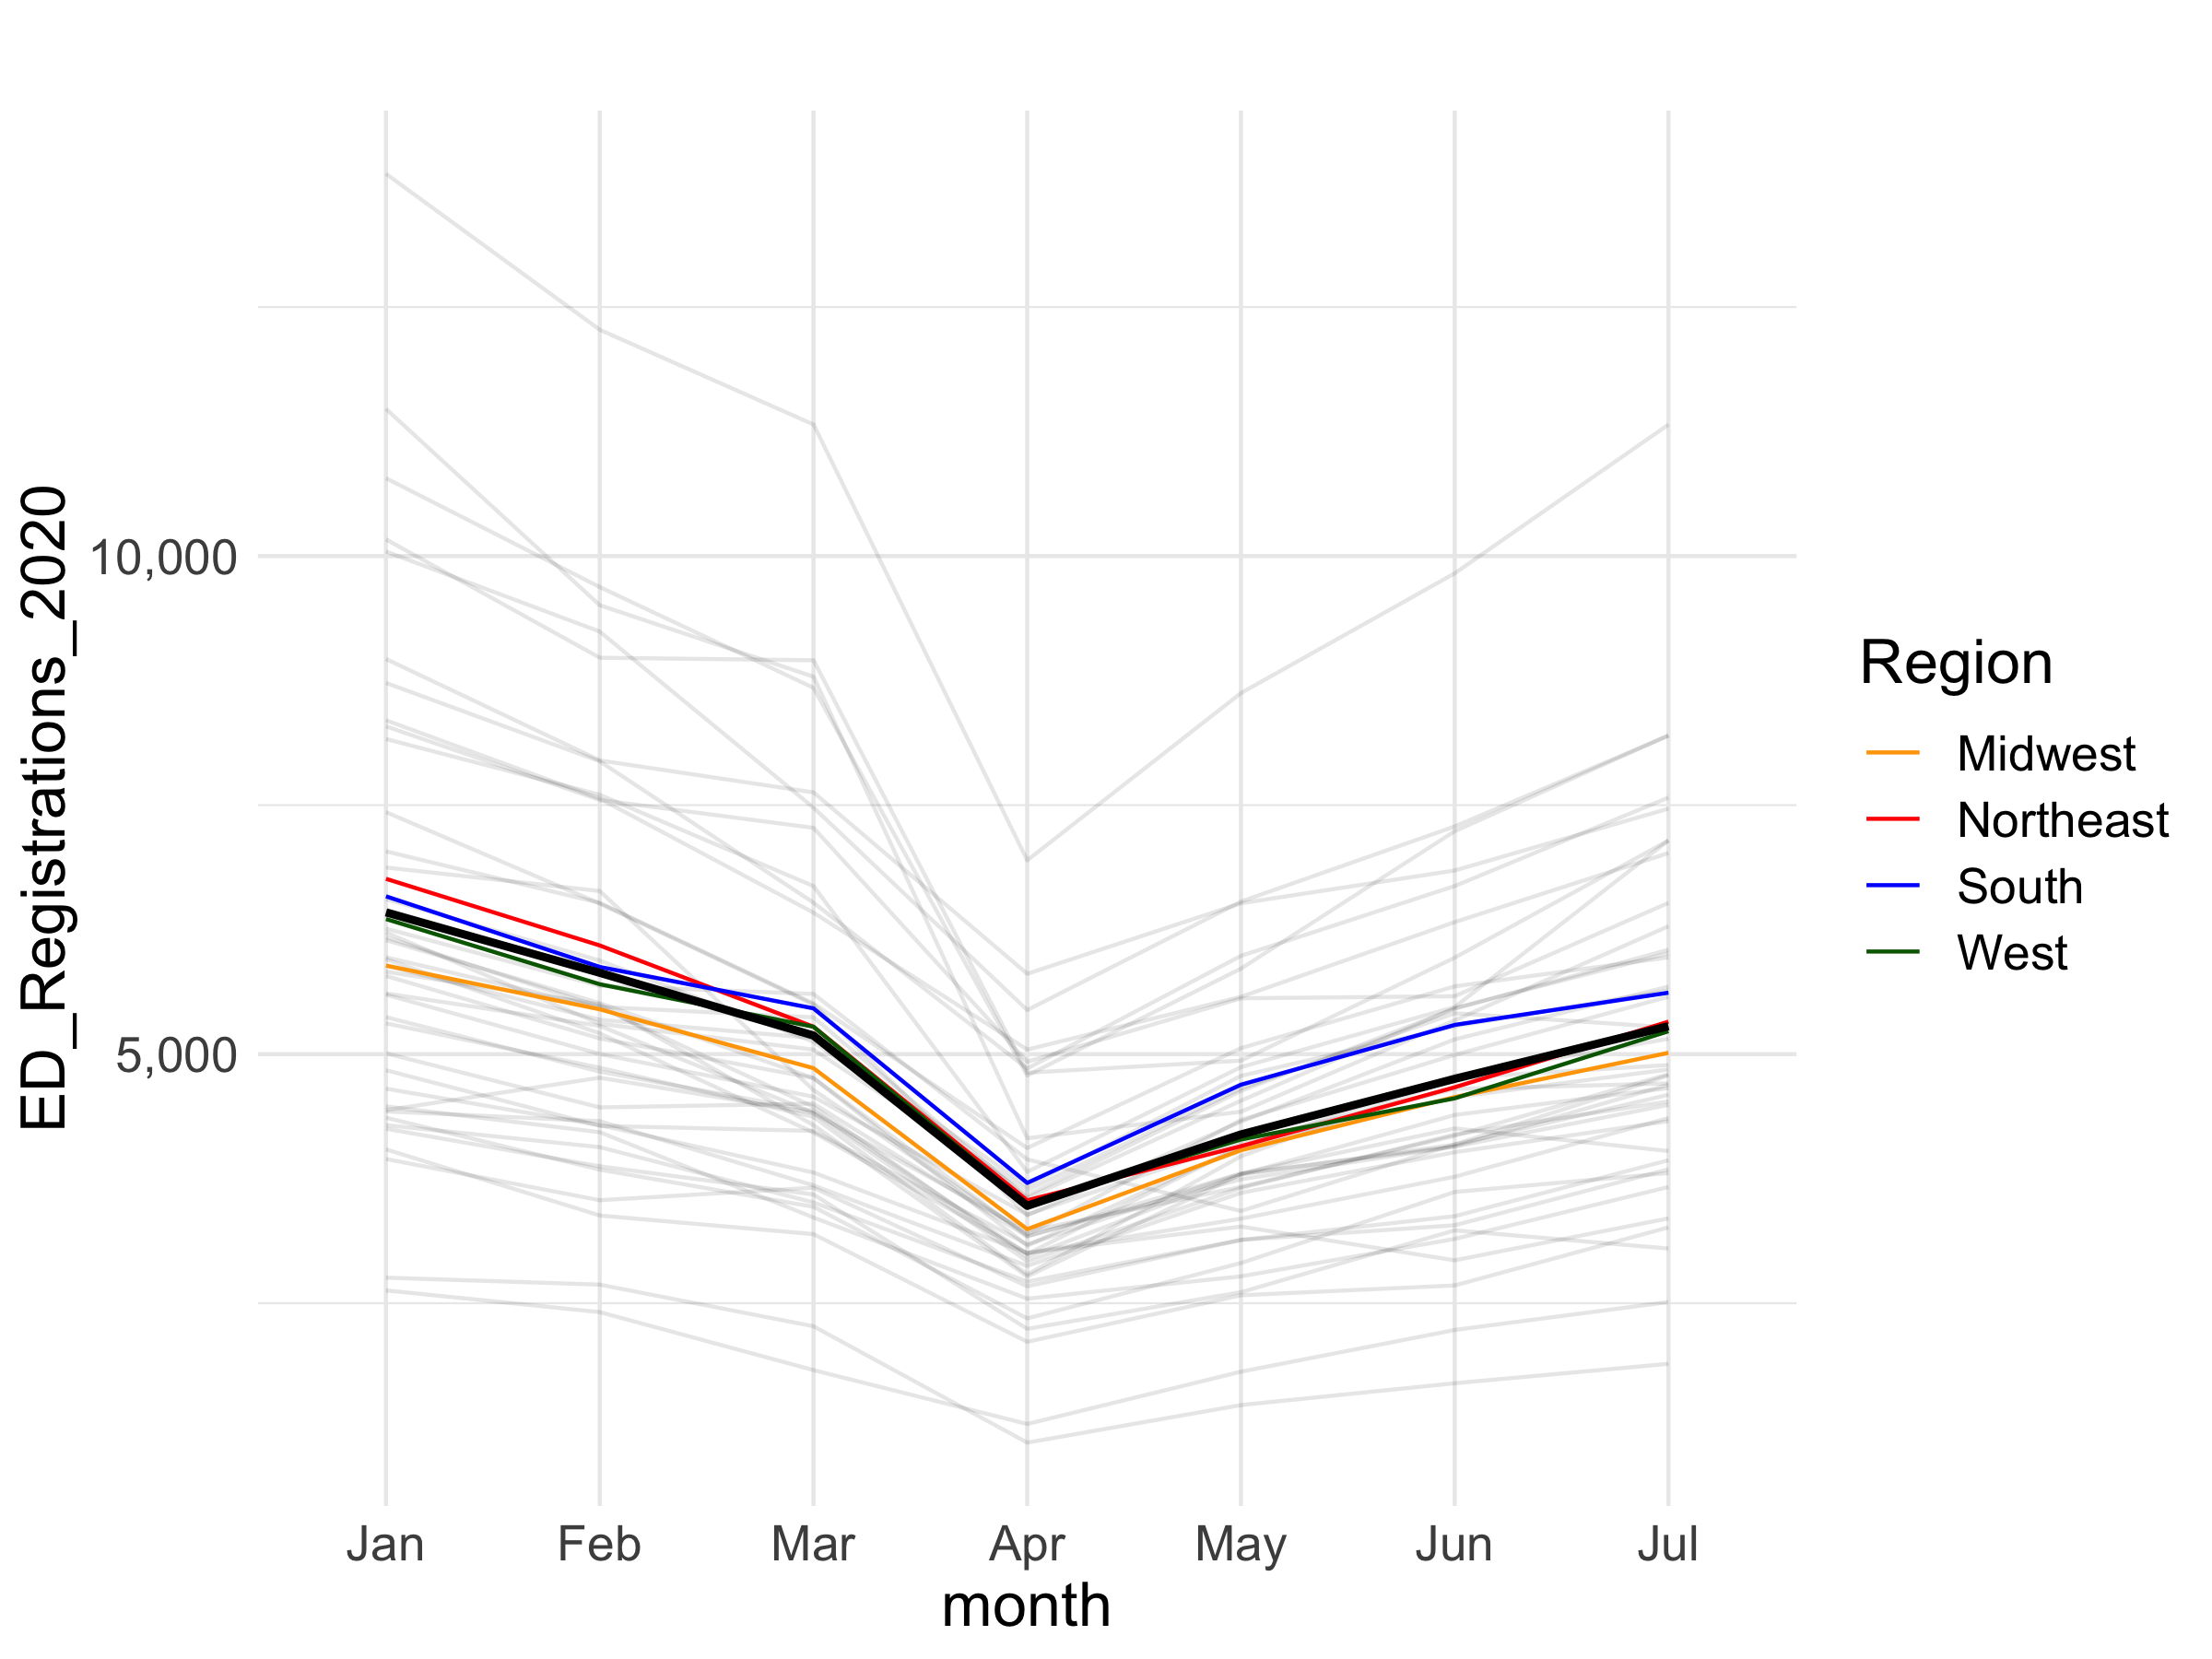 ED_Registrations_2020
10,000
5,000
Jan Feb Mar Apr May Jun Jul
month
Region
Midwest
Northeast
South
West